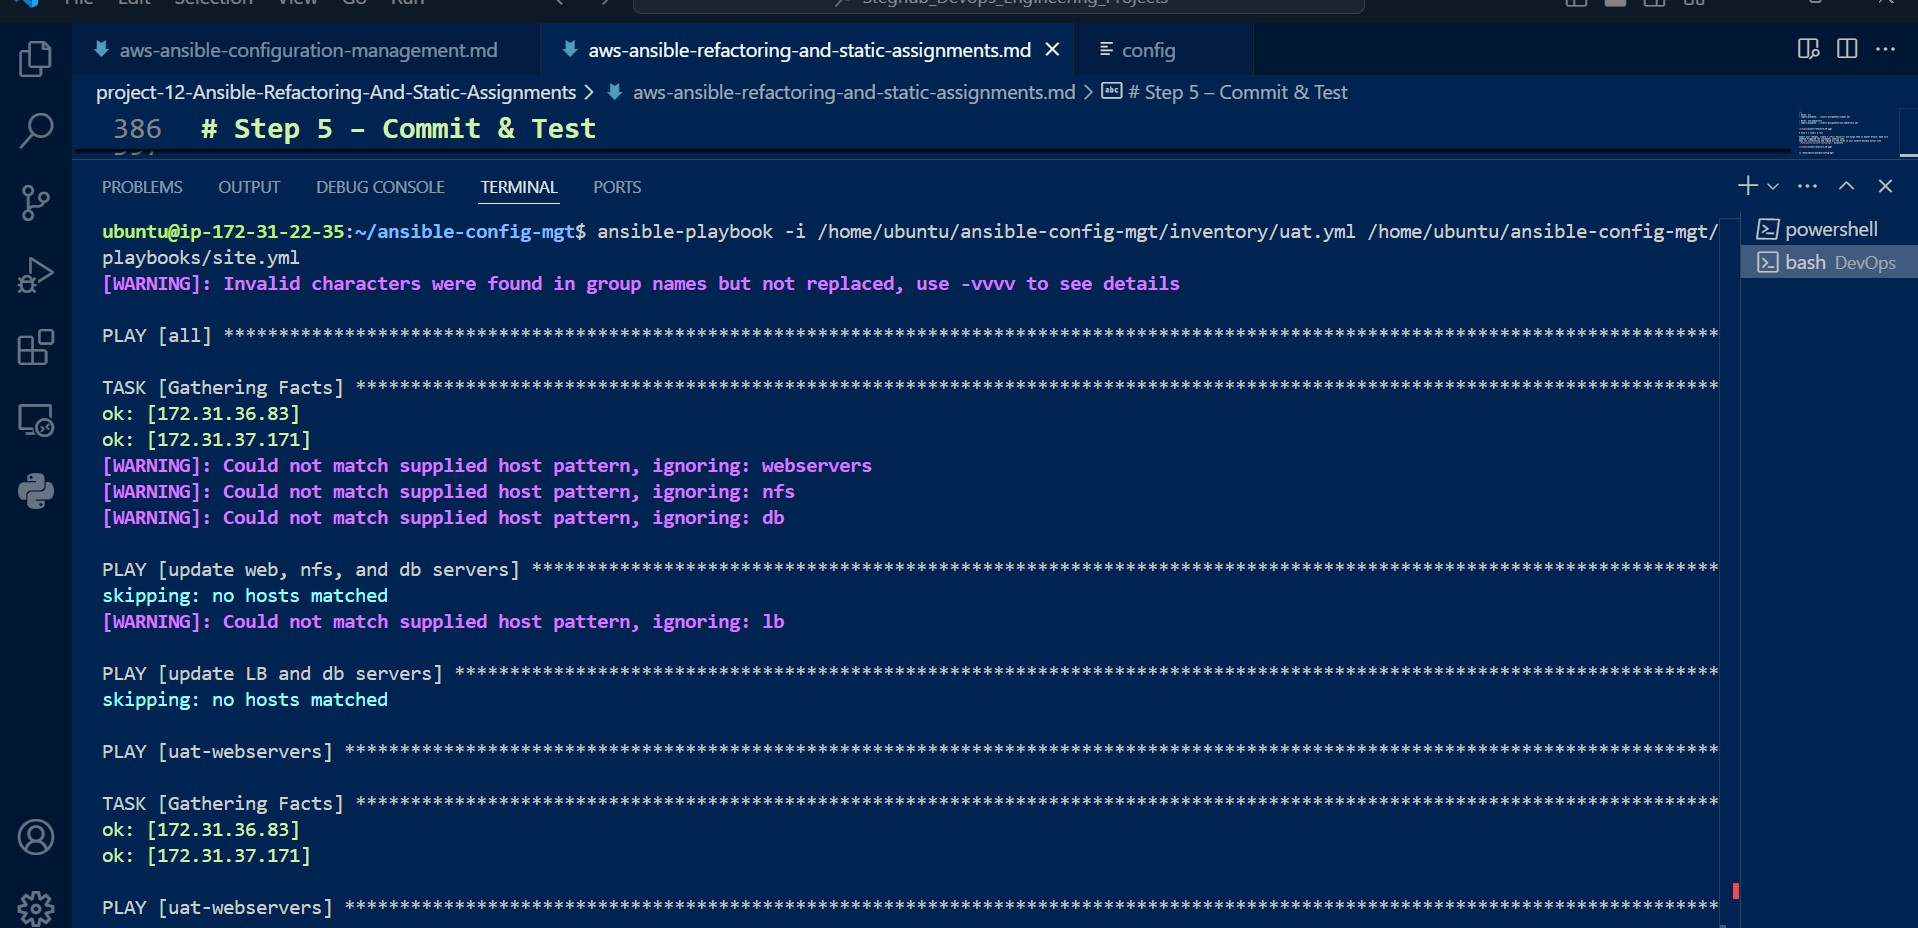 File Edit Selection View Go Run
Steghub_Devops_Engineering_Projects
aws-ansible-configuration-management.md
aws-ansible-refactoring-and-static-assignments.md
config
project-12-Ansible-Refactoring-And-Static-Assignments > aws-ansible-refactoring-and-static-assignments.md > # Step 5 – Commit & Test
386 # Step 5 – Commit & Test
PROBLEMS OUTPUT DEBUG CONSOLE TERMINAL PORTS
powershell
bash DevOps
ubuntu@ip-172-31-22-35:~/ansible-config-mgt$ ansible-playbook -i /home/ubuntu/ansible-config-mgt/inventory/uat.yml /home/ubuntu/ansible-config-mgt/
playbooks/site.yml
[WARNING]: Invalid characters were found in group names but not replaced, use -vvvv to see details
PLAY [all] ****************************************************************************************************************************************
TASK [Gathering Facts] ****************************************************************************************************************************
ok: [172.31.36.83]
ok: [172.31.37.171]
[WARNING]: Could not match supplied host pattern, ignoring: webservers
[WARNING]: Could not match supplied host pattern, ignoring: nfs
[WARNING]: Could not match supplied host pattern, ignoring: db
PLAY [update web, nfs, and db servers] ************************************************************************************************************
skipping: no hosts matched
[WARNING]: Could not match supplied host pattern, ignoring: lb
PLAY [update LB and db servers] *******************************************************************************************************************
skipping: no hosts matched
PLAY [uat-webservers] *****************************************************************************************************************************
TASK [Gathering Facts] ****************************************************************************************************************************
ok: [172.31.36.83]
ok: [172.31.37.171]
PLAY [uat-webservers] *****************************************************************************************************************************